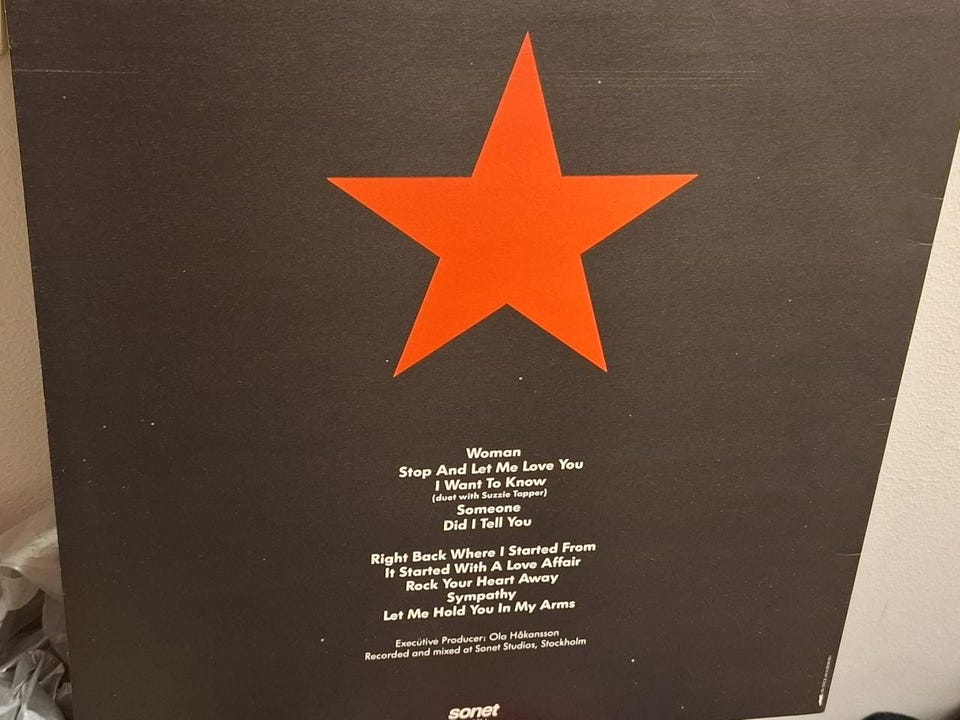 Woman
Stop And Let Me Love You
I Want To Know
(duet with Suzzie Tapper)
Someone
Did I Tell You
Right Back Where I Started From
It Started With A Love Affair
Rock Your Heart Away
Sympathy
Let Me Hold You In My Arms
Executive Producer: Ola Håkansson
Recorded and mixed at Sonet Studios, Stockholm
sonet